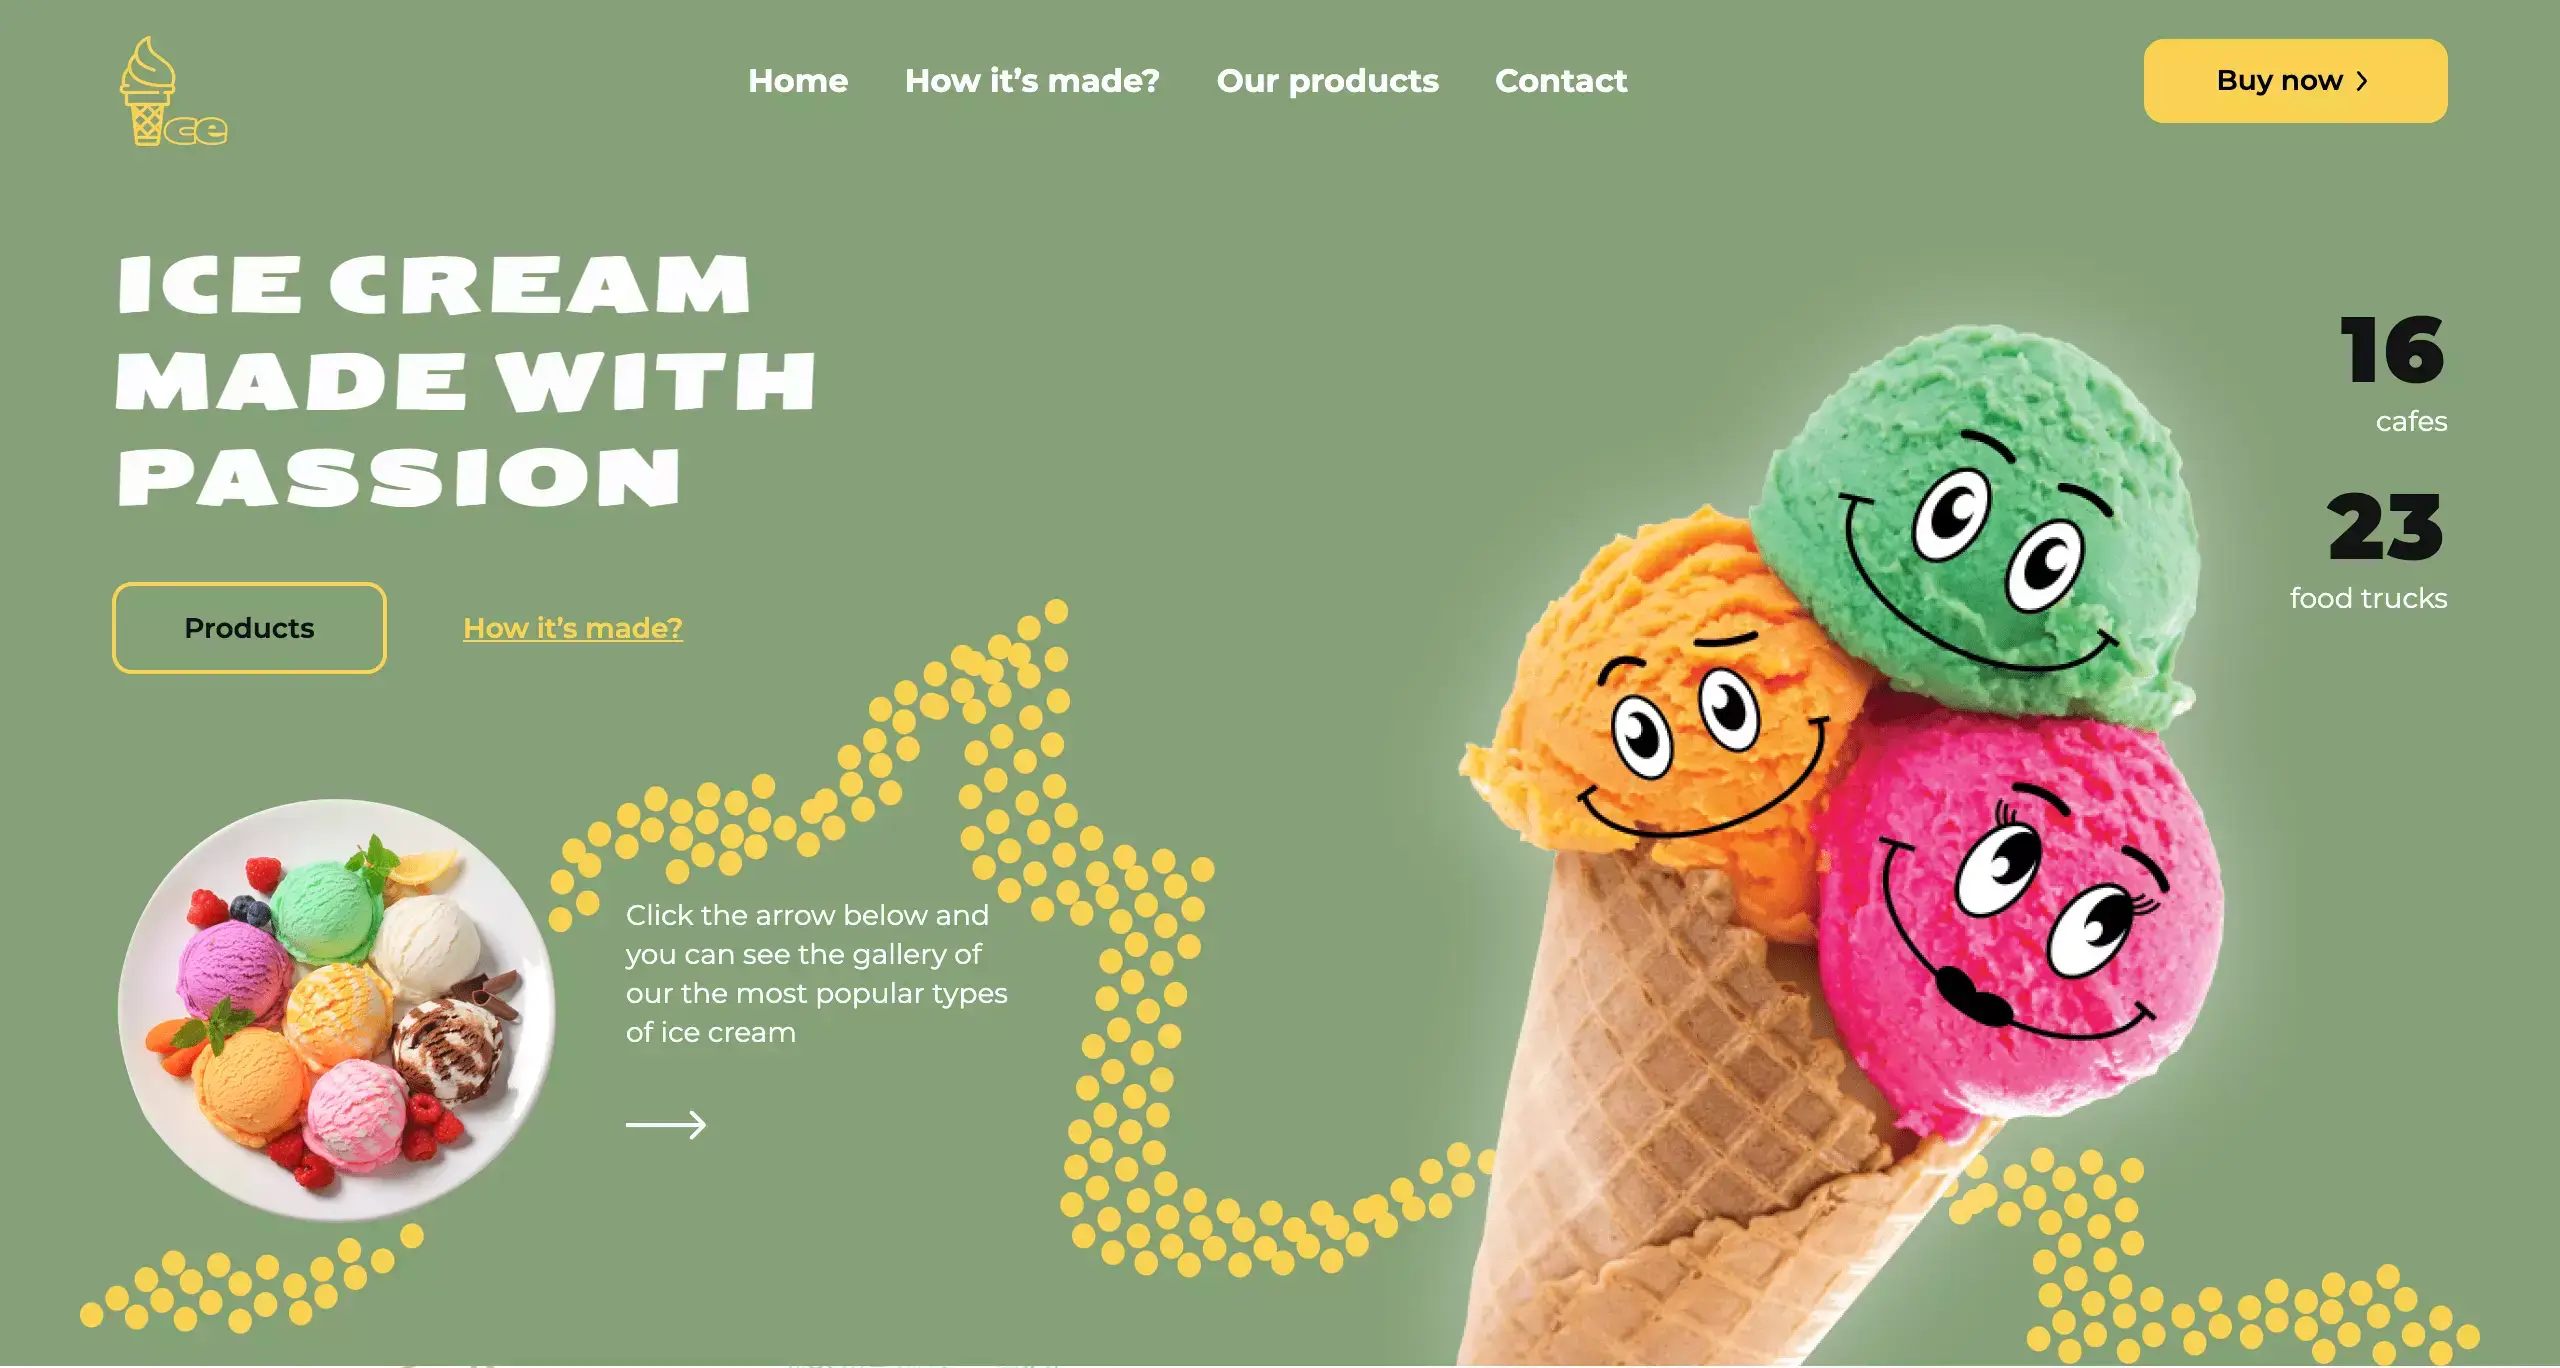 ce
Home
How it’s made?
Our products
Contact
Buy now
ICE CREAM
MADE WITH
PASSION
16
cafes
23
food trucks
Products
How it’s made?
Click the arrow below and
you can see the gallery of
our the most popular types
of ice cream